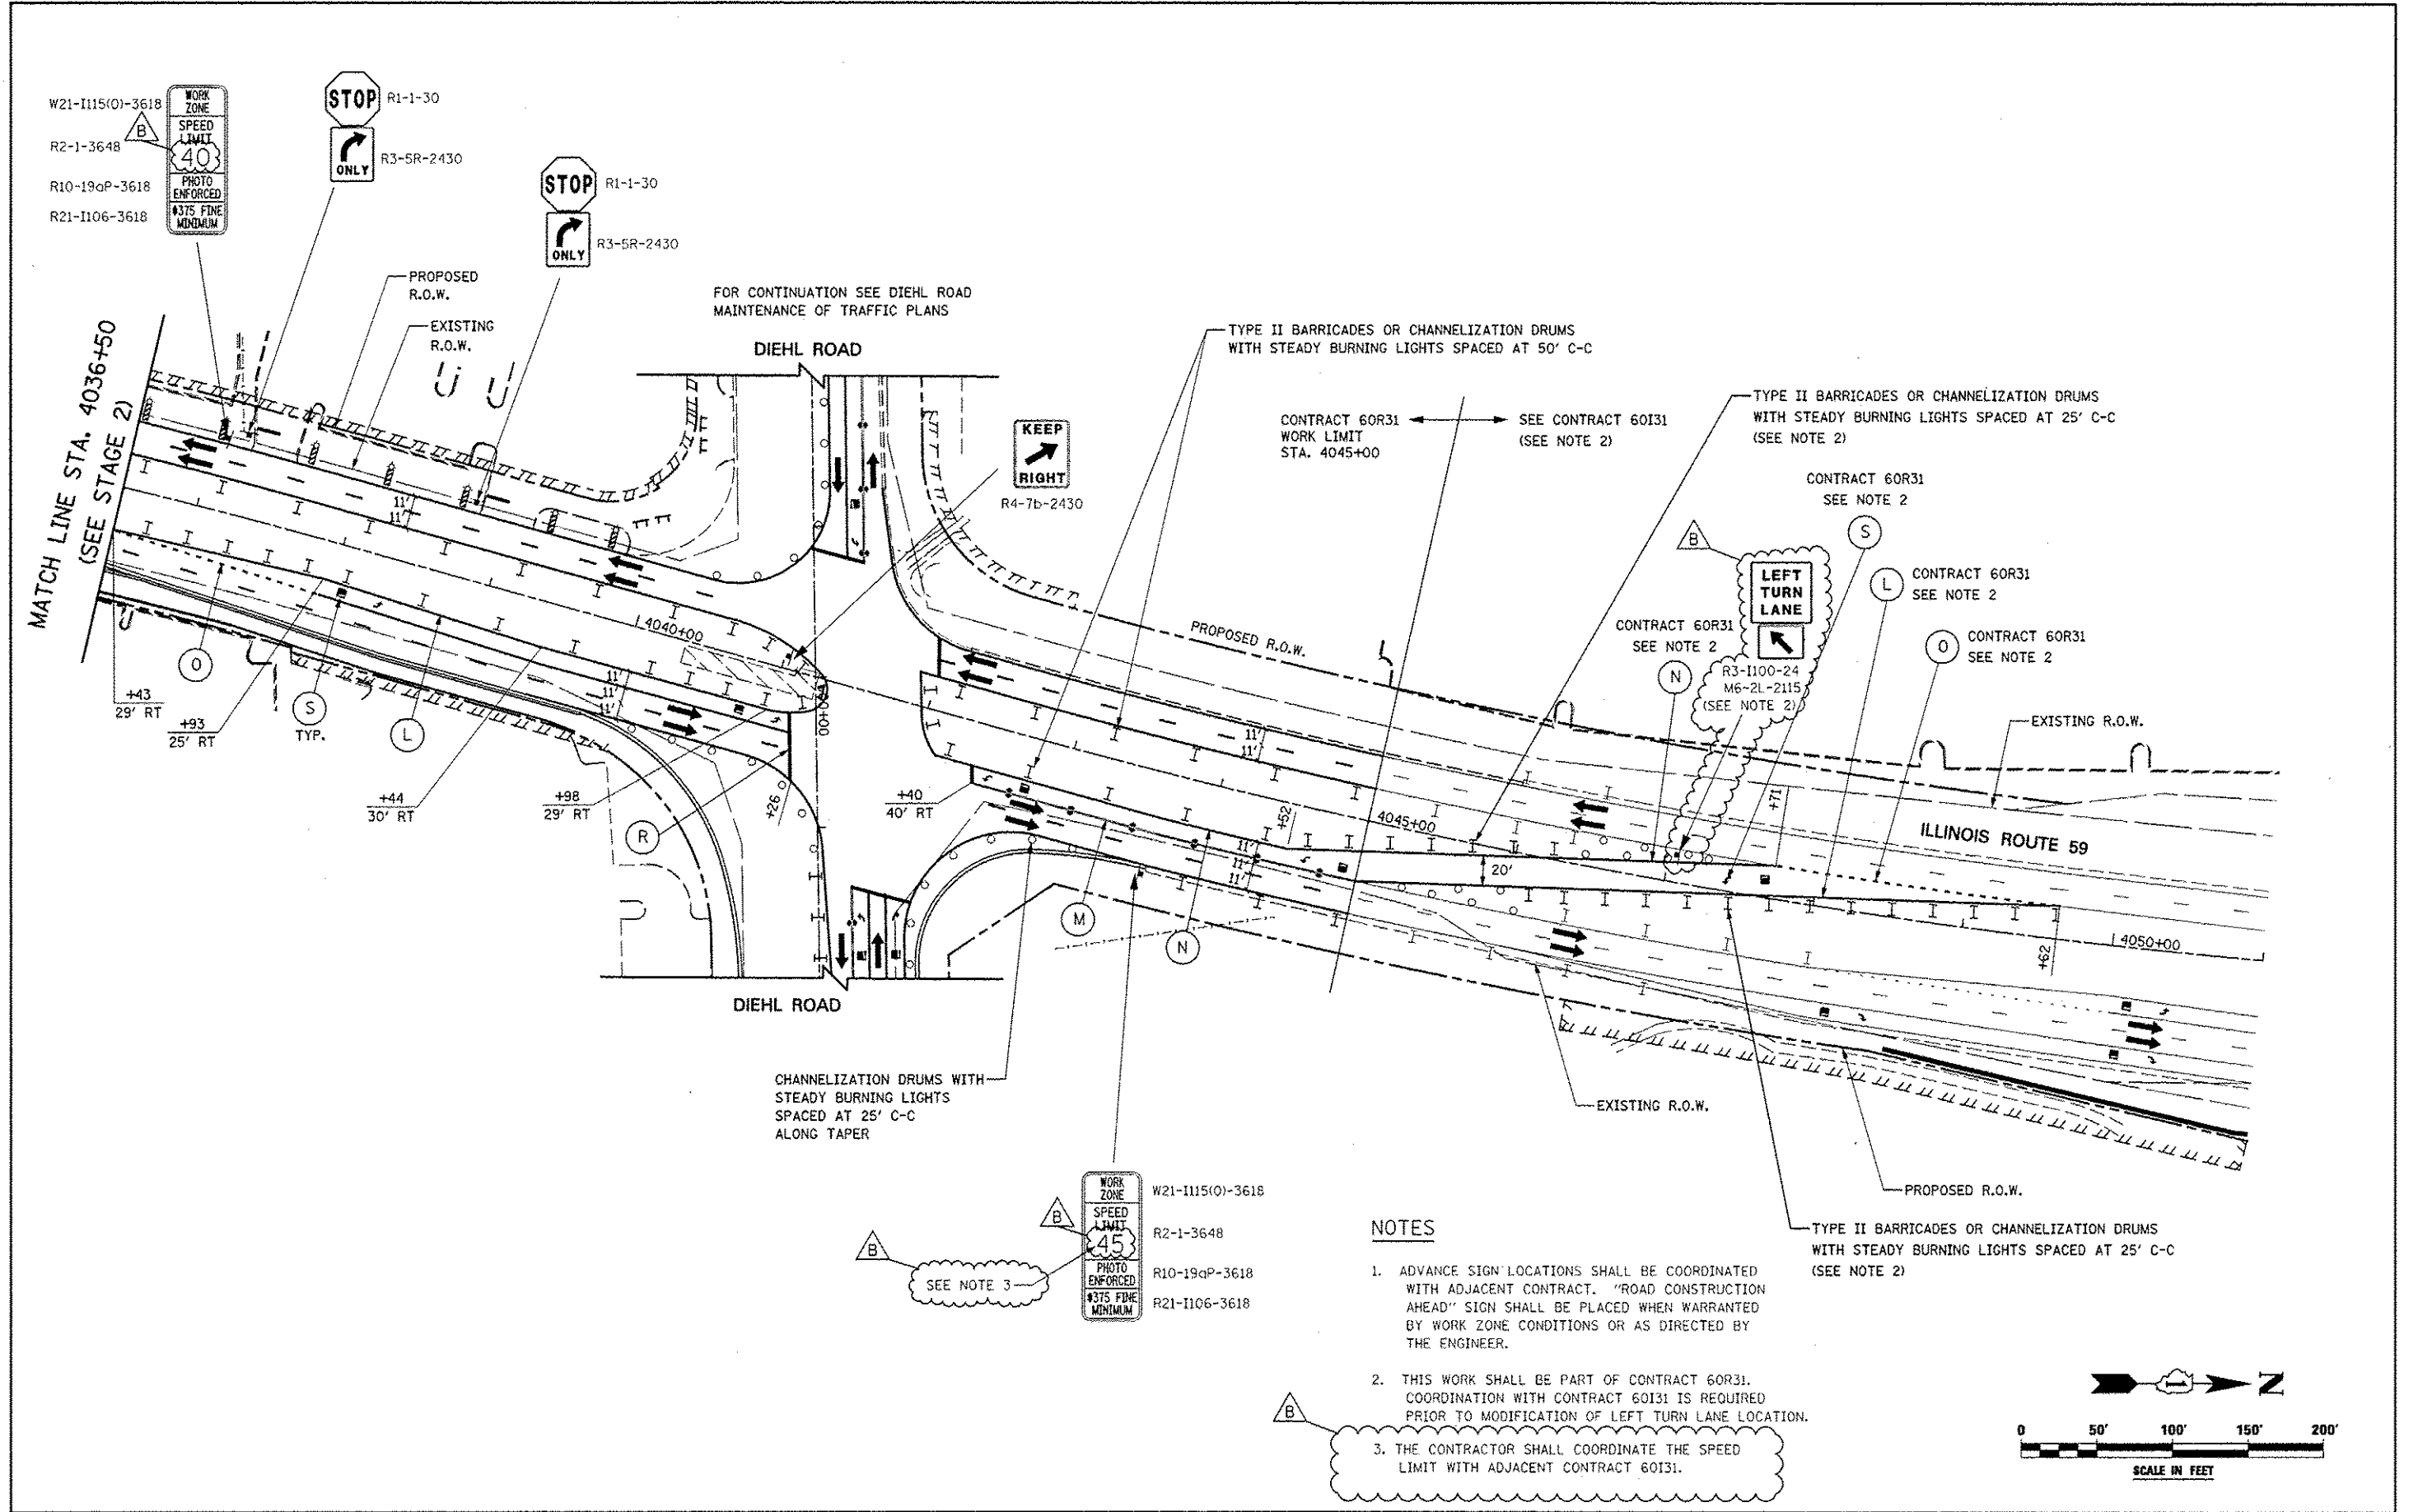 W21-I115(O)-3618
R2-1-3648
R10-19aP-3618
R21-I106-3618
B
WORK
ZONE
SPEED
LIMIT
40
PHOTO
ENFORCED
$375 FINE
MINIMUM
STOP
R1-1-30
ONLY
R3-5R-2430
STOP
R1-1-30
ONLY
R3-5R-2430
PROPOSED
R.O.W.
EXISTING
R.O.W.
MATCH LINE STA. 4036+50
(SEE STAGE 2)
FOR CONTINUATION SEE DIEHL ROAD
MAINTENANCE OF TRAFFIC PLANS
DIEHL ROAD
KEEP
RIGHT
R4-7b-2430
TYPE II BARRICADES OR CHANNELIZATION DRUMS
WITH STEADY BURNING LIGHTS SPACED AT 50' C-C
CONTRACT 60R31
WORK LIMIT
STA. 4045+00
SEE CONTRACT 60I31
(SEE NOTE 2)
TYPE II BARRICADES OR CHANNELIZATION DRUMS
WITH STEADY BURNING LIGHTS SPACED AT 25' C-C
(SEE NOTE 2)
CONTRACT 60R31
SEE NOTE 2
S
B
LEFT
TURN
LANE
R3-I100-24
M6-2L-2115
(SEE NOTE 2)
CONTRACT 60R31
SEE NOTE 2
N
L
CONTRACT 60R31
SEE NOTE 2
O
CONTRACT 60R31
SEE NOTE 2
EXISTING R.O.W.
PROPOSED R.O.W.
ILLINOIS ROUTE 59
11'
11'
4040+00
11'
11'
11'
11'
11'
11'
11'
11'
+52
4045+00
+71
20'
4050+00
+62
+43
29' RT
O
+93
25' RT
S
TYP.
L
+44
30' RT
+98
29' RT
R
+26
+40
40' RT
M
N
DIEHL ROAD
CHANNELIZATION DRUMS WITH
STEADY BURNING LIGHTS
SPACED AT 25' C-C
ALONG TAPER
EXISTING R.O.W.
PROPOSED R.O.W.
TYPE II BARRICADES OR CHANNELIZATION DRUMS
WITH STEADY BURNING LIGHTS SPACED AT 25' C-C
(SEE NOTE 2)
B
SEE NOTE 3
B
WORK
ZONE
SPEED
LIMIT
45
PHOTO
ENFORCED
$375 FINE
MINIMUM
W21-I115(O)-3618
R2-1-3648
R10-19aP-3618
R21-I106-3618
NOTES
1. ADVANCE SIGN LOCATIONS SHALL BE COORDINATED
WITH ADJACENT CONTRACT. "ROAD CONSTRUCTION
AHEAD" SIGN SHALL BE PLACED WHEN WARRANTED
BY WORK ZONE CONDITIONS OR AS DIRECTED BY
THE ENGINEER.
2. THIS WORK SHALL BE PART OF CONTRACT 60R31.
COORDINATION WITH CONTRACT 60I31 IS REQUIRED
PRIOR TO MODIFICATION OF LEFT TURN LANE LOCATION.
B
3. THE CONTRACTOR SHALL COORDINATE THE SPEED
LIMIT WITH ADJACENT CONTRACT 60I31.
N
0 50' 100' 150' 200'
SCALE IN FEET